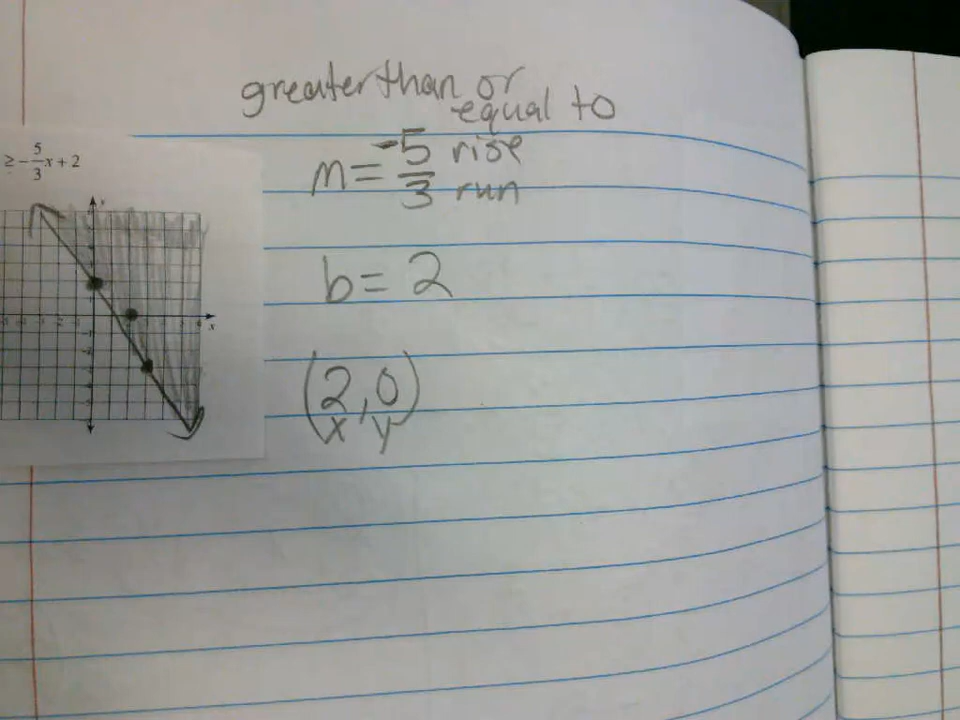 greater than or
equal to
≥ -5/3x + 2
m = -5/3 rise
run
b = 2
(2, 0)
x y
x